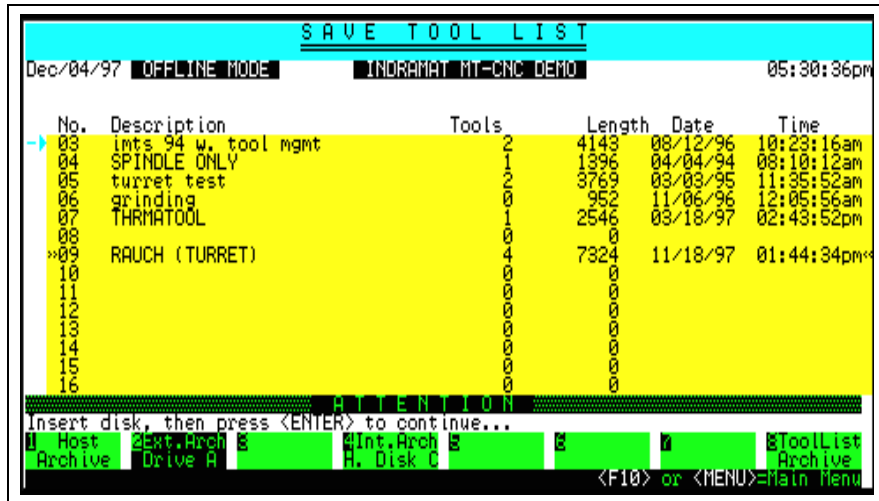 SAVE TOOL LIST
Dec/04/97 OFFLINE MODE INDRAMAT MT-CNC DEMO 05:30:36pm
No. Description Tools Length Date Time
03 imts 94 w. tool mgmt 2 4143 08/12/96 10:23:16am
04 SPINDLE ONLY 1 1396 04/04/94 08:10:12am
05 turret test 2 3769 03/03/95 11:35:52am
06 grinding 0 952 11/06/96 12:05:56am
07 THRMATOOL 1 2546 03/18/97 02:43:52pm
08 0 0
»09 RAUCH (TURRET) 4 7324 11/18/97 01:44:34pm«
10 0 0
11 0 0
12 0 0
13 0 0
14 0 0
15 0 0
16 0 0
ATTENTION
Insert disk, then press <ENTER> to continue...
1 Host 2Ext.Arch 3 4Int.Arch 5 6 7 8ToolList
Archive Drive A H. Disk C Archive
<F10> or <MENU>=Main Menu